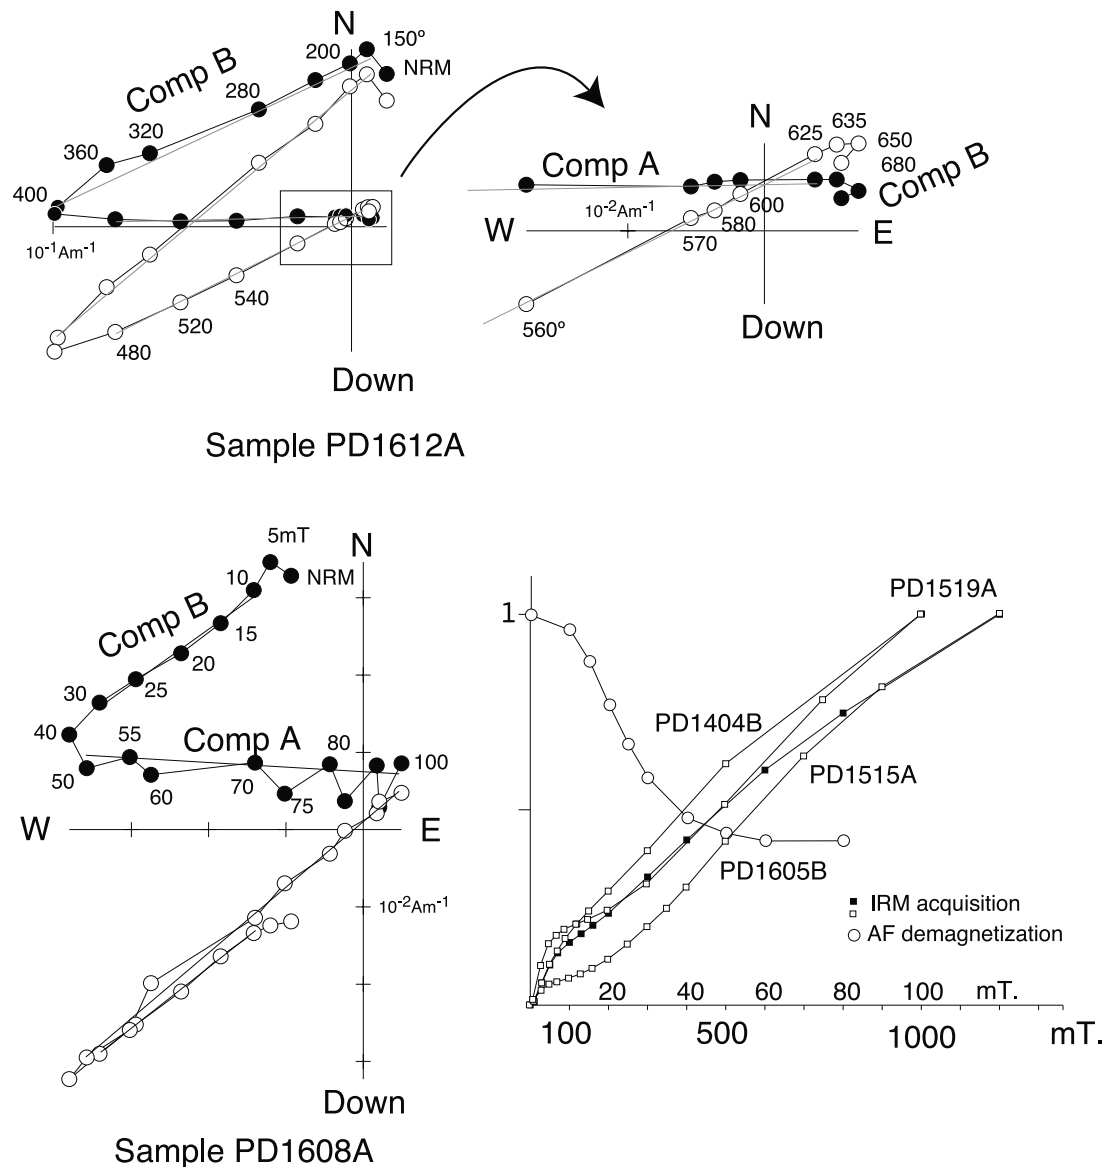 N
150º
200
NRM
Comp B
280
320
360
400
10-1Am-1
540
520
480
Down
N
635
625
650
680
Comp A
Comp B
10-2Am-1
600
W
E
580
570
560º
Down
Sample PD1612A
5mT
N
10
NRM
Comp B
15
20
25
30
40
55
Comp A
80
100
50
60
70
75
W
E
10-2Am-1
Down
Sample PD1608A
1
PD1519A
PD1404B
PD1515A
PD1605B
IRM acquisition
AF demagnetization
20 40 60 80 100 mT.
100 500 1000 mT.